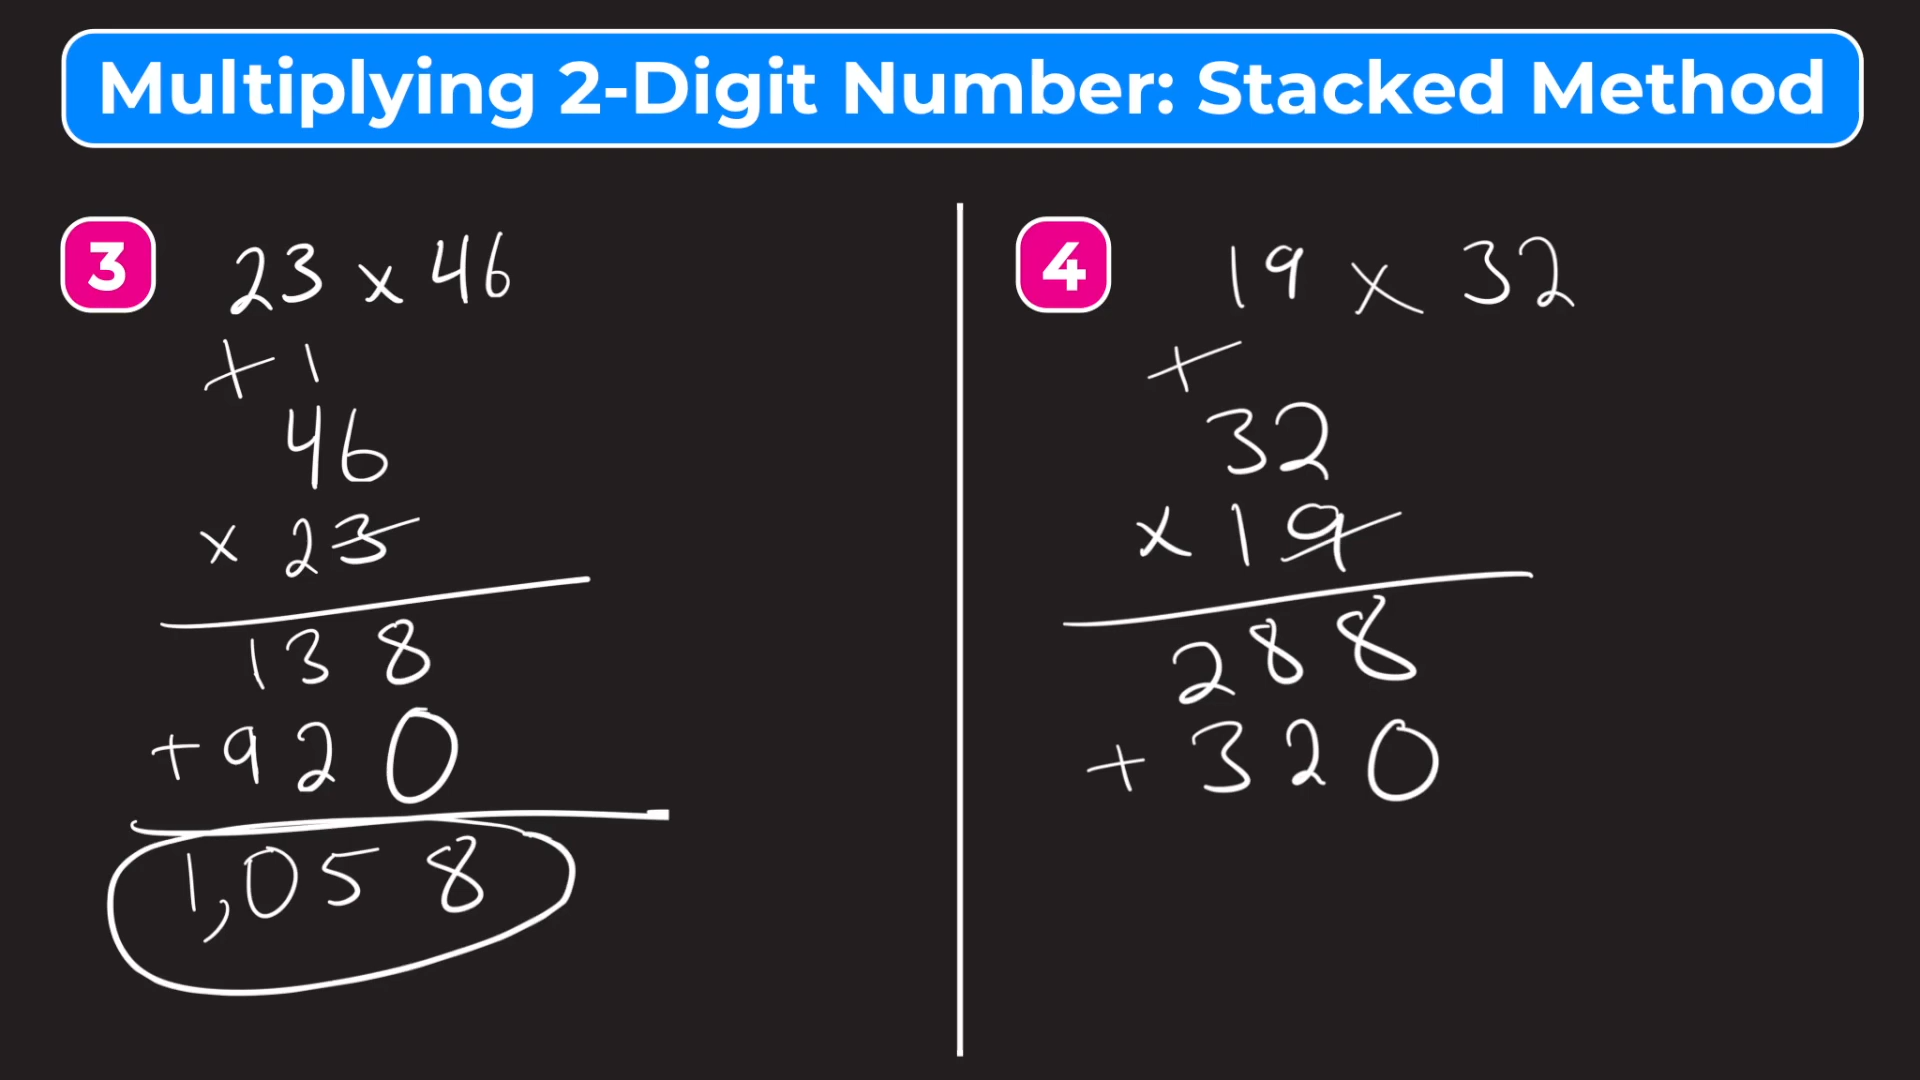 Multiplying 2-Digit Number: Stacked Method
3
23 x 46
+ 1
46
x 23
138
+ 920
1,058
4
19 x 32
+
32
x 19
288
+ 320